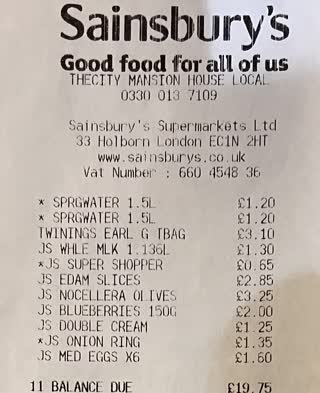 Sainsbury's
Good food for all of us
THECITY MANSION HOUSE LOCAL
0330 013 7109
Sainsbury's Supermarkets Ltd
33 Holborn London EC1N 2HT
www.sainsburys.co.uk
Vat Number : 660 4548 36
* SPRGWATER 1.5L £1.20
* SPRGWATER 1.5L £1.20
TWININGS EARL G TBAG £3.10
JS WHLE MLK 1.136L £1.30
*JS SUPER SHOPPER £0.65
JS EDAM SLICES £2.85
JS NOCELLERA OLIVES £3.25
JS BLUEBERRIES 150G £2.00
JS DOUBLE CREAM £1.25
*JS ONION RING £1.35
JS MED EGGS X6 £1.60
11 BALANCE DUE £19.75